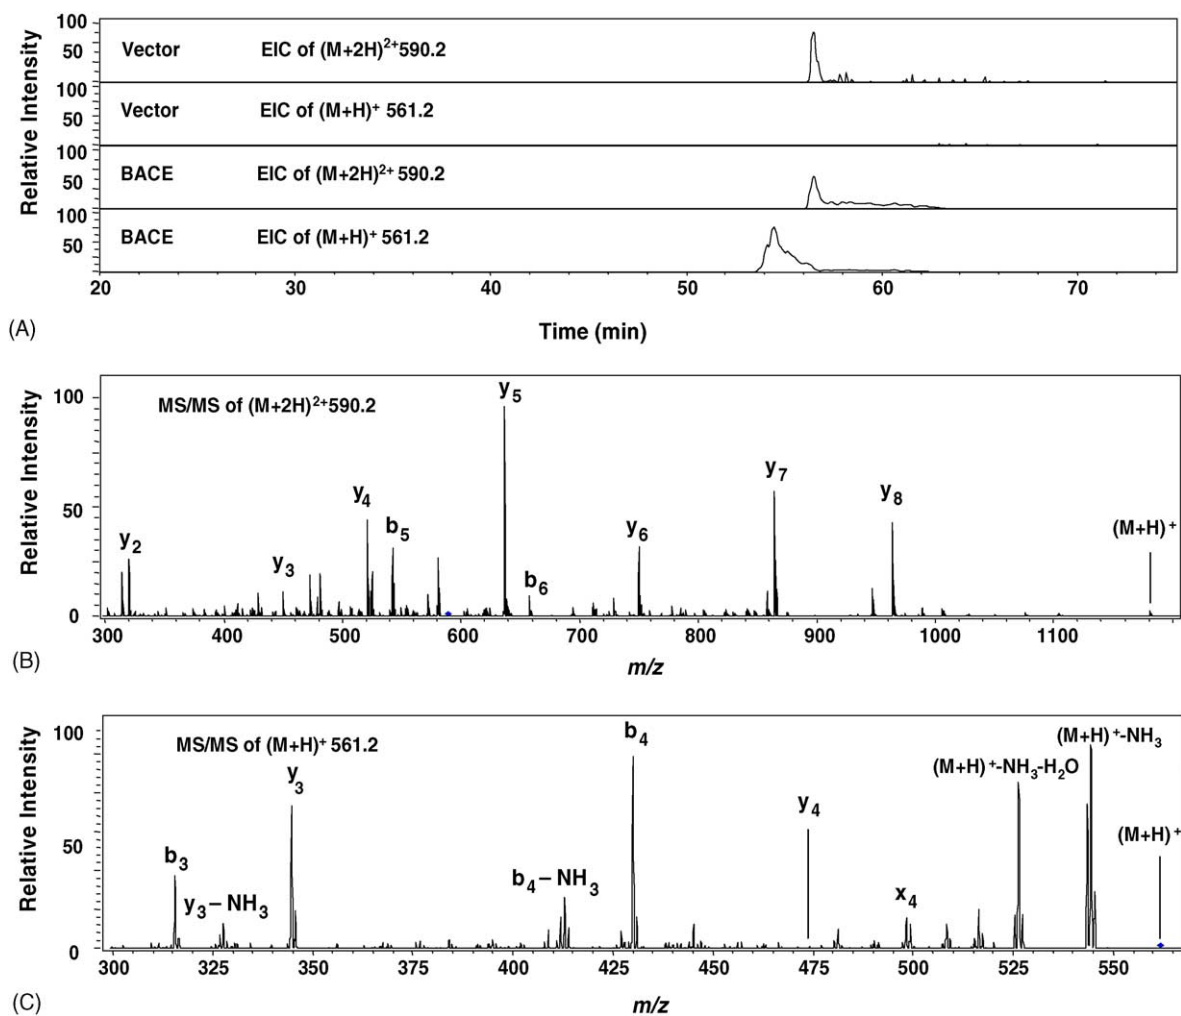 Relative Intensity
100
50
Vector EIC of (M+2H)²⁺590.2
100
50
Vector EIC of (M+H)⁺ 561.2
100
50
BACE EIC of (M+2H)²⁺ 590.2
100
50
BACE EIC of (M+H)⁺ 561.2
20 30 40 50 60 70
(A) Time (min)
Relative Intensity
100
50
0
MS/MS of (M+2H)²⁺590.2
y₂
y₃
y₄
b₅
y₅
b₆
y₆
y₇
y₈
(M+H)⁺
300 400 500 600 700 800 900 1000 1100
(B) m/z
Relative Intensity
100
50
0
MS/MS of (M+H)⁺ 561.2
b₃
y₃ – NH₃
y₃
b₄ – NH₃
b₄
y₄
x₄
(M+H)⁺-NH₃-H₂O
(M+H)⁺-NH₃
(M+H)⁺
300 325 350 375 400 425 450 475 500 525 550
(C) m/z